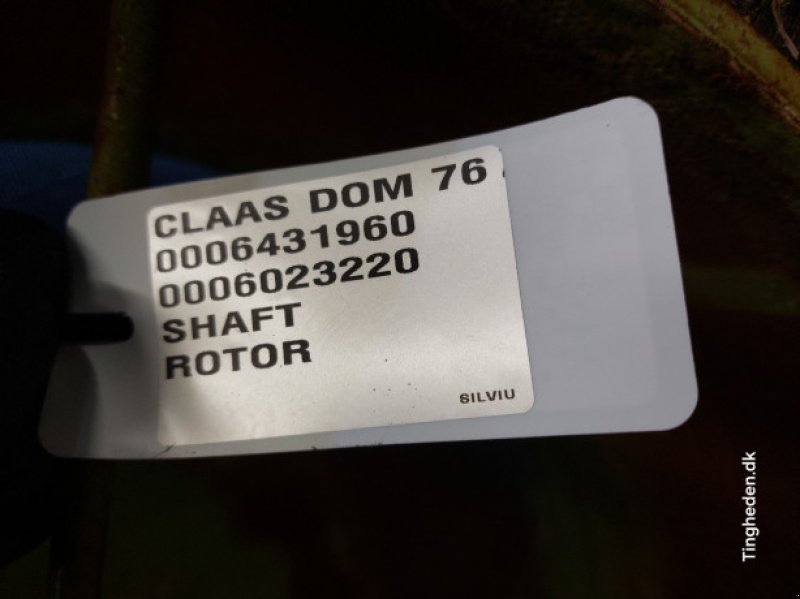 CLAAS DOM 76
0006431960
0006023220
SHAFT
ROTOR
SILVIU
Tingheden.dk